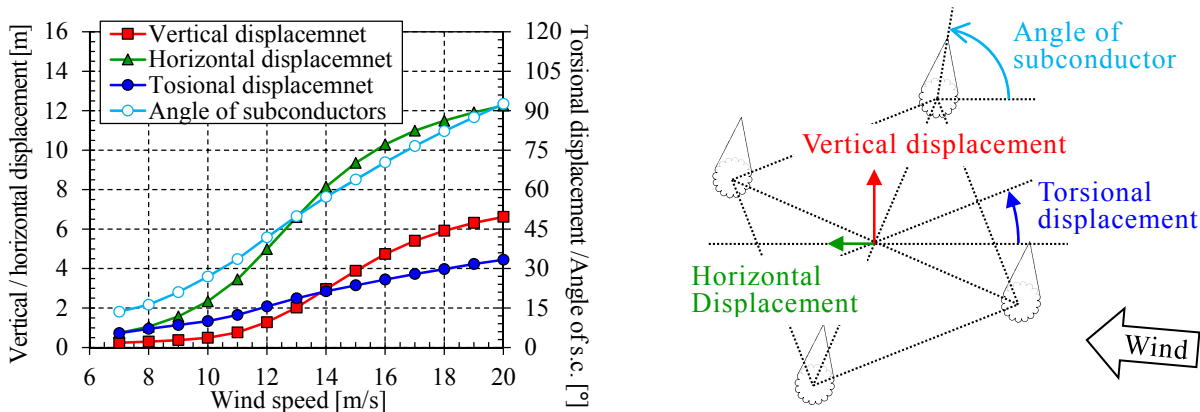 Vertical / horizontal displacement [m]
16
14
12
10
8
6
4
2
0
Vertical displacemnet
Horizontal displacemnet
Tosional displacemnet
Angle of subconductors
120
105
90
75
60
45
30
15
0
Torsional displacement /Angle of s.c. [°]
6
8
10
12
14
16
18
20
Wind speed [m/s]
Angle of
subconductor
Vertical displacement
Torsional
displacement
Horizontal
Displacement
Wind